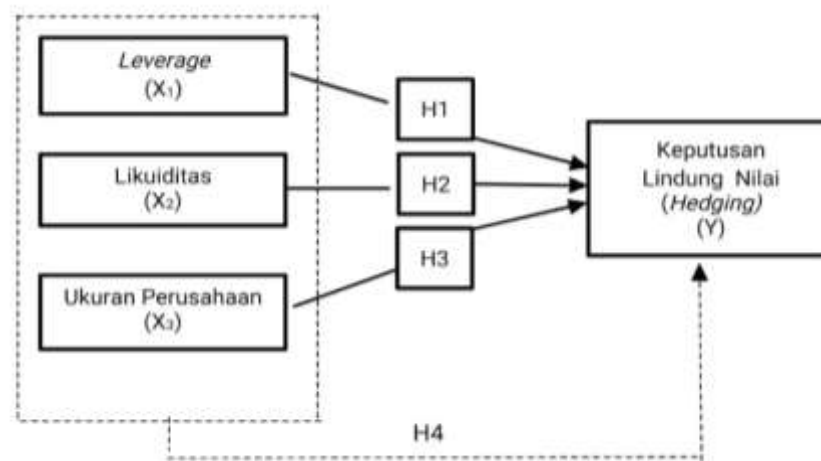 Leverage
(X₁)
H1
Likuiditas
(X₂)
H2
Ukuran Perusahaan
(X₃)
H3
Keputusan
Lindung Nilai
(Hedging)
(Y)
H4